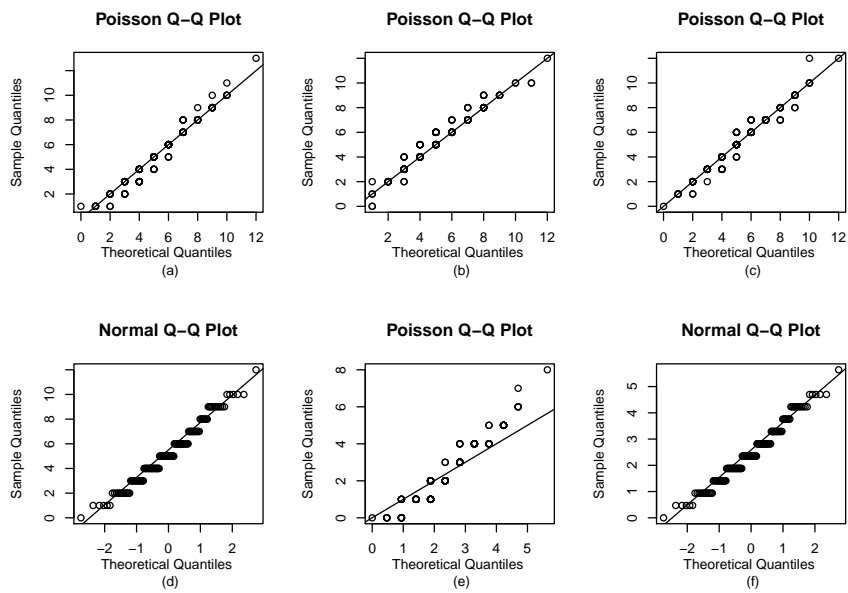 Poisson Q−Q Plot
Sample Quantiles
2 4 6 8 10
0 2 4 6 8 10 12
Theoretical Quantiles
(a)
Poisson Q−Q Plot
Sample Quantiles
0 2 4 6 8 10 12
2 4 6 8 10 12
Theoretical Quantiles
(b)
Poisson Q−Q Plot
Sample Quantiles
0 2 4 6 8 10
0 2 4 6 8 10 12
Theoretical Quantiles
(c)
Normal Q−Q Plot
Sample Quantiles
0 2 4 6 8 10
−2 −1 0 1 2
Theoretical Quantiles
(d)
Poisson Q−Q Plot
Sample Quantiles
0 2 4 6 8
0 1 2 3 4 5
Theoretical Quantiles
(e)
Normal Q−Q Plot
Sample Quantiles
0 1 2 3 4 5
−2 −1 0 1 2
Theoretical Quantiles
(f)